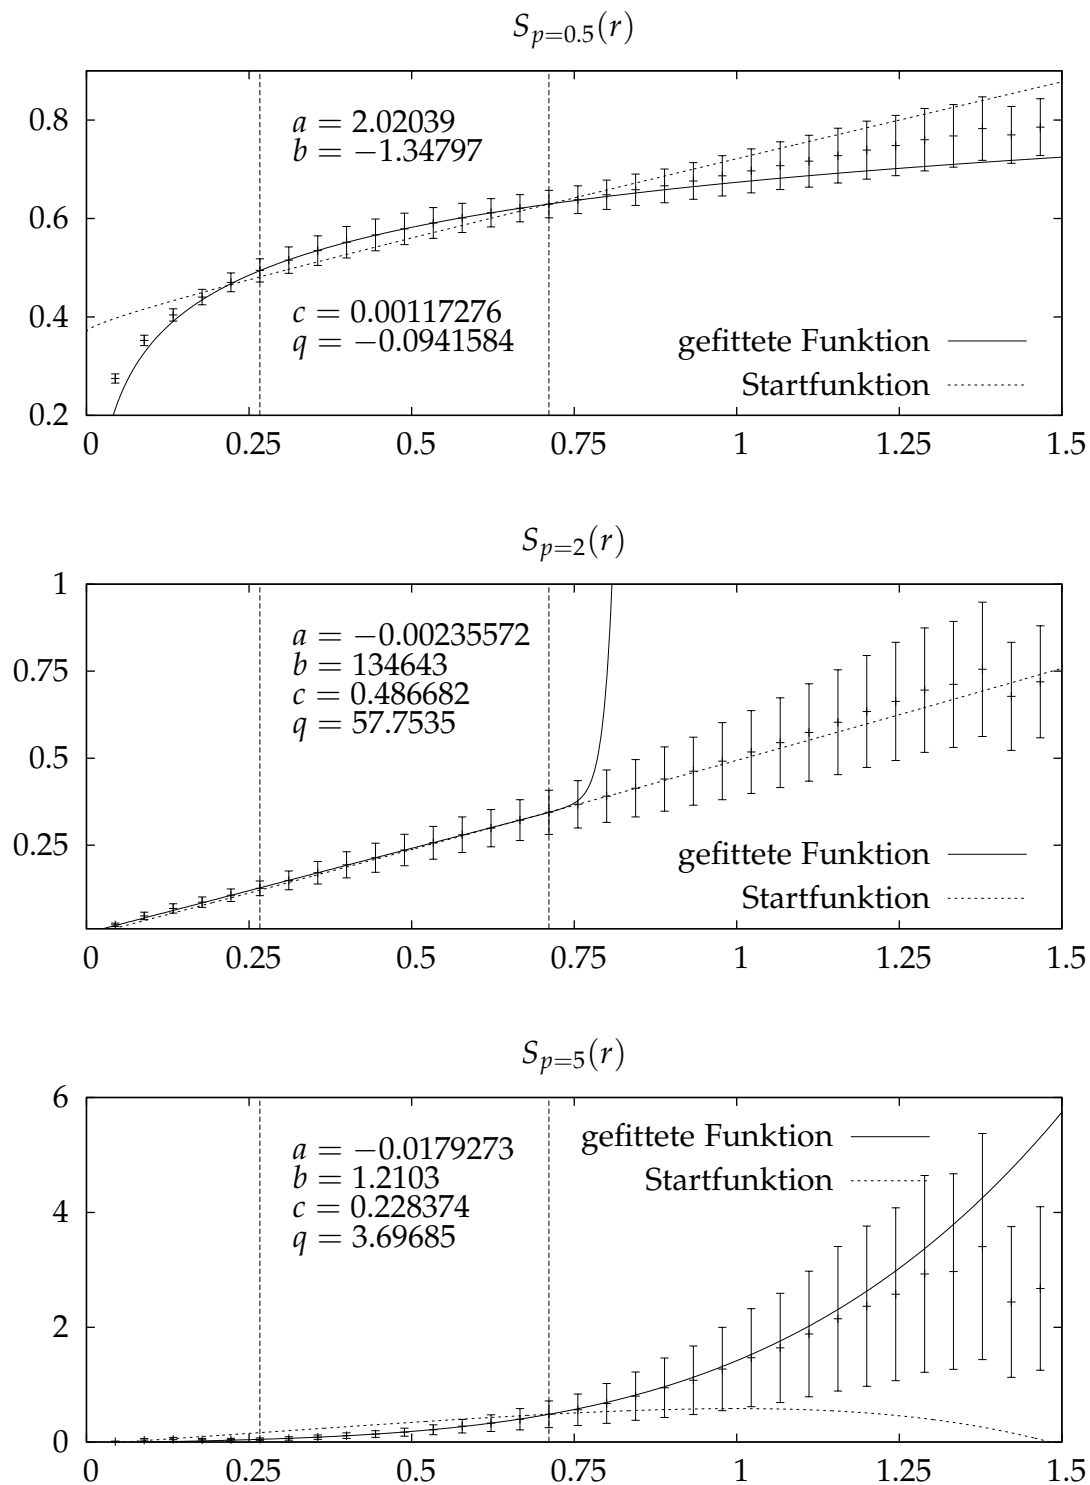 S_{p=0.5}(r)
0.8
0.6
0.4
0.2
a = 2.02039
b = −1.34797
c = 0.00117276
q = −0.0941584
gefittete Funktion
Startfunktion
0 0.25 0.5 0.75 1 1.25 1.5
S_{p=2}(r)
1
0.75
0.5
0.25
a = −0.00235572
b = 134643
c = 0.486682
q = 57.7535
gefittete Funktion
Startfunktion
0 0.25 0.5 0.75 1 1.25 1.5
S_{p=5}(r)
6
4
2
0
a = −0.0179273
b = 1.2103
c = 0.228374
q = 3.69685
gefittete Funktion
Startfunktion
0 0.25 0.5 0.75 1 1.25 1.5